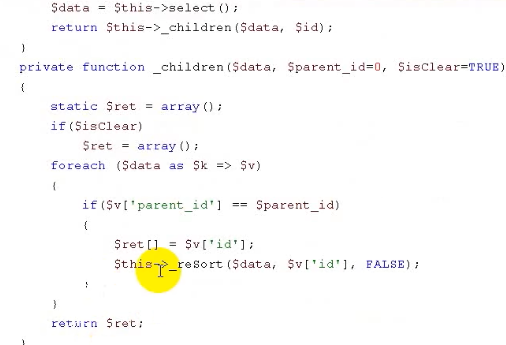 $data = $this->select();
return $this->_children($data, $id);
}
private function _children($data, $parent_id=0, $isClear=TRUE)
{
static $ret = array();
if($isClear)
$ret = array();
foreach ($data as $k => $v)
{
if($v['parent_id'] == $parent_id)
{
$ret[] = $v['id'];
$this->_reSort($data, $v['id'], FALSE);
}
}
return $ret;
}